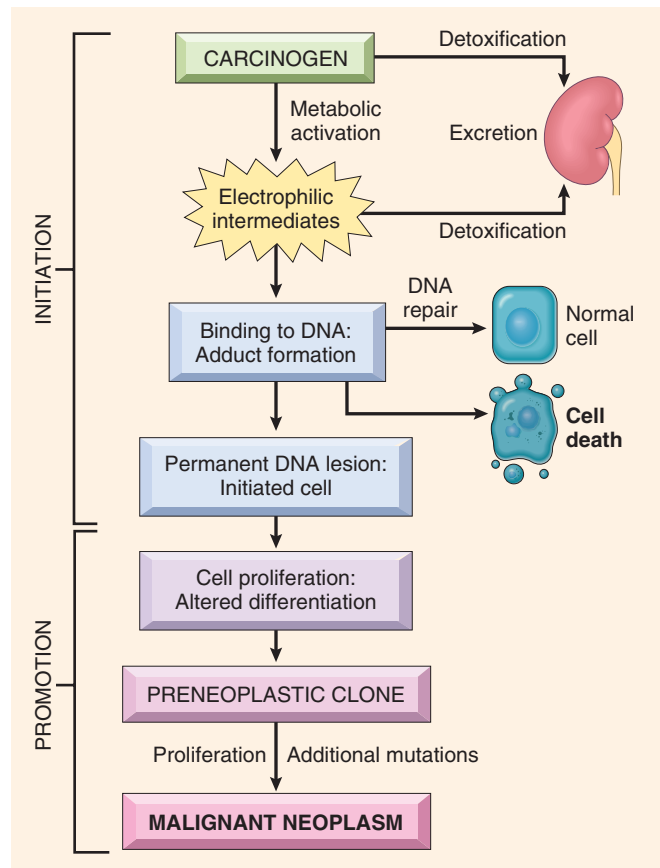 Detoxification
CARCINOGEN
Metabolic
activation
Excretion
Electrophilic
intermediates
Detoxification
INITIATION
DNA
repair
Binding to DNA:
Adduct formation
Normal
cell
Cell
death
Permanent DNA lesion:
Initiated cell
Cell proliferation:
Altered differentiation
PROMOTION
PRENEOPLASTIC CLONE
Proliferation
Additional mutations
MALIGNANT NEOPLASM